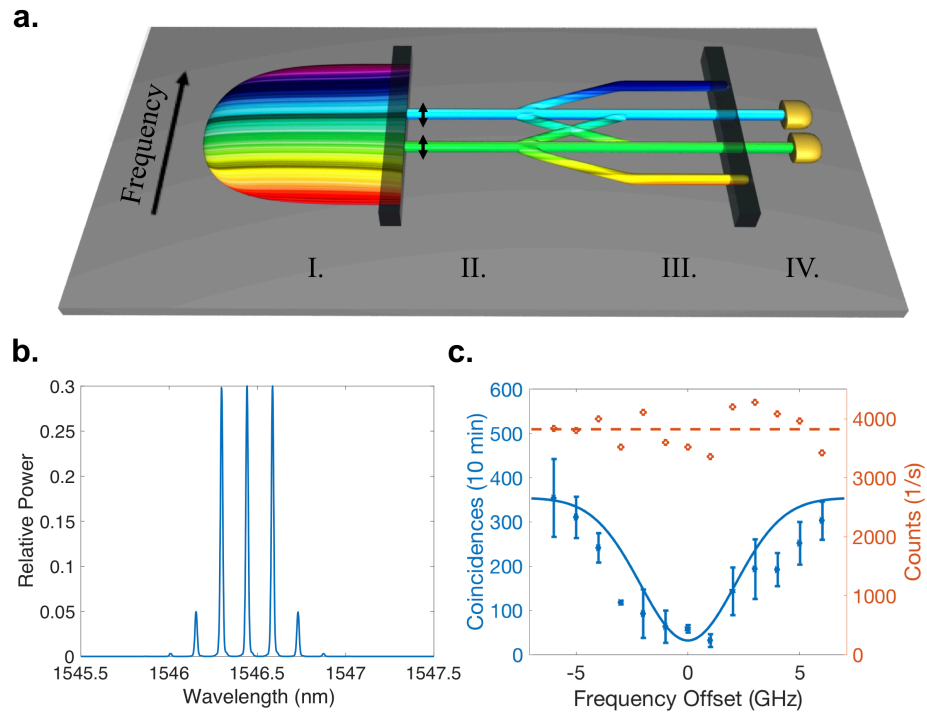 a.
Frequency
I.
II.
III.
IV.
b.
0.3
0.25
0.2
0.15
0.1
0.05
0
Relative Power
1545.5
1546
1546.5
1547
1547.5
Wavelength (nm)
c.
600
500
400
300
200
100
0
Coincidences (10 min)
4000
3000
2000
1000
0
Counts (1/s)
-5
0
5
Frequency Offset (GHz)